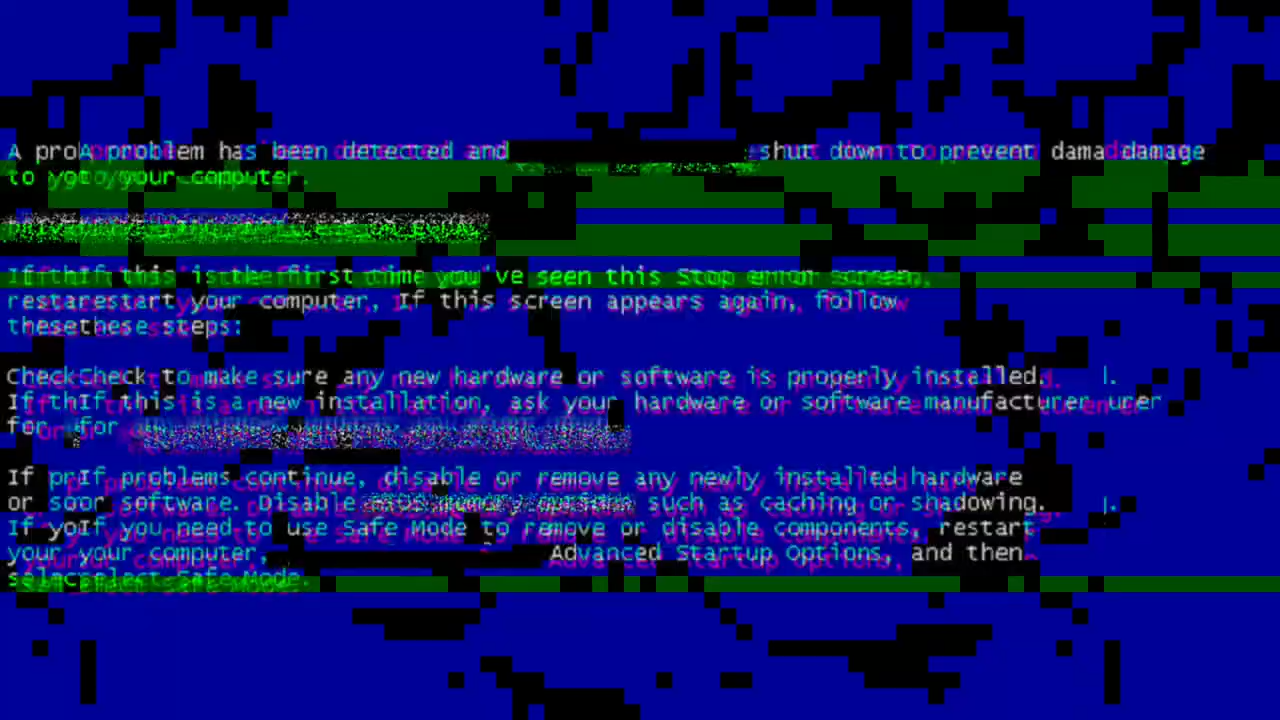 A proA problem has been detected and shut down to prevent dama damage
to yoto your computer.
If thIf this is the first time you've seen this Stop error screen,
restarestart your computer, If this screen appears again, follow
thesethese steps:
CheckCheck to make sure any new hardware or software is properly installed. l.
If thIf this is a new installation, ask your hardware or software manufacturer urer
for for
If prIf problems continue, disable or remove any newly installed hardware
or soor software. Disable such as caching or shadowing. l.
If yoIf you need to use Safe Mode to remove or disable components, restart
your your computer, Advanced Startup Options, and then
selecselect Safe Mode.